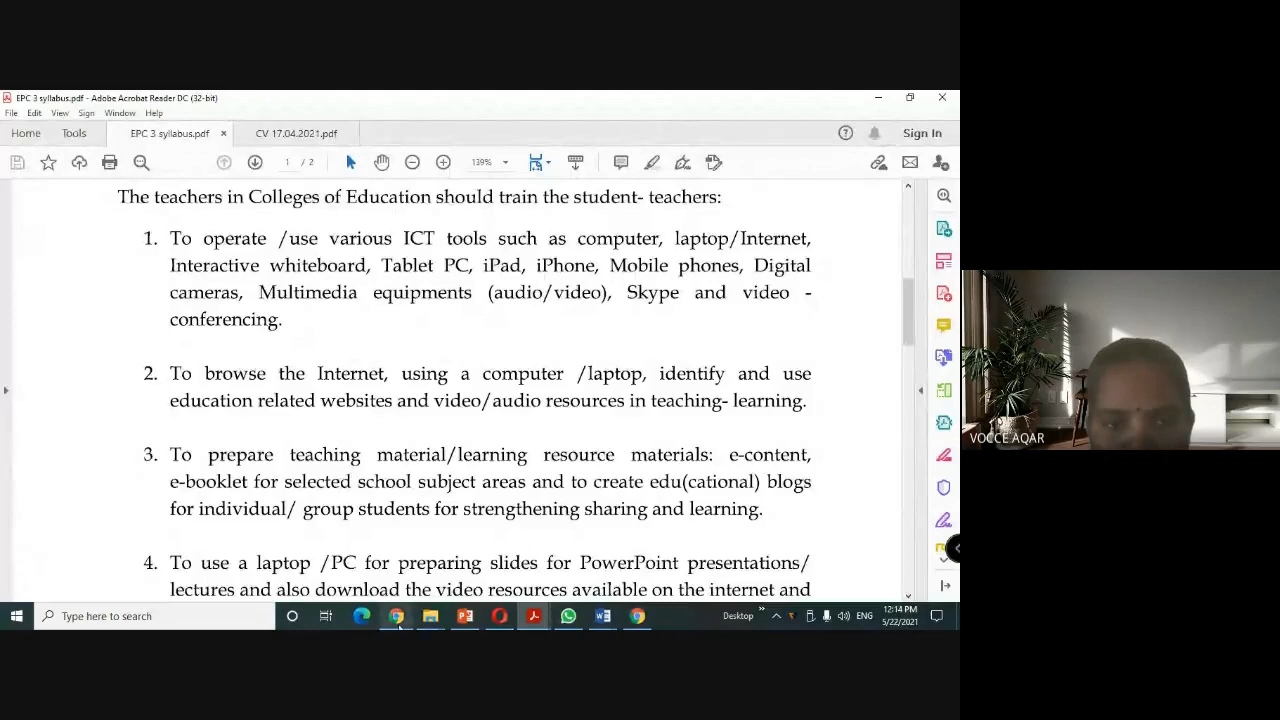 EPC 3 syllabus.pdf - Adobe Acrobat Reader DC (32-bit)
File Edit View Sign Window Help
Home Tools EPC 3 syllabus.pdf × CV 17.04.2021.pdf Sign In
1 / 2 139%
The teachers in Colleges of Education should train the student- teachers:
1. To operate /use various ICT tools such as computer, laptop/Internet,
Interactive whiteboard, Tablet PC, iPad, iPhone, Mobile phones, Digital
cameras, Multimedia equipments (audio/video), Skype and video -
conferencing.
2. To browse the Internet, using a computer /laptop, identify and use
education related websites and video/audio resources in teaching- learning.
3. To prepare teaching material/learning resource materials: e-content,
e-booklet for selected school subject areas and to create edu(cational) blogs
for individual/ group students for strengthening sharing and learning.
4. To use a laptop /PC for preparing slides for PowerPoint presentations/
lectures and also download the video resources available on the internet and
VOCCE AQAR
Type here to search
Desktop » ENG 12:14 PM
5/22/2021